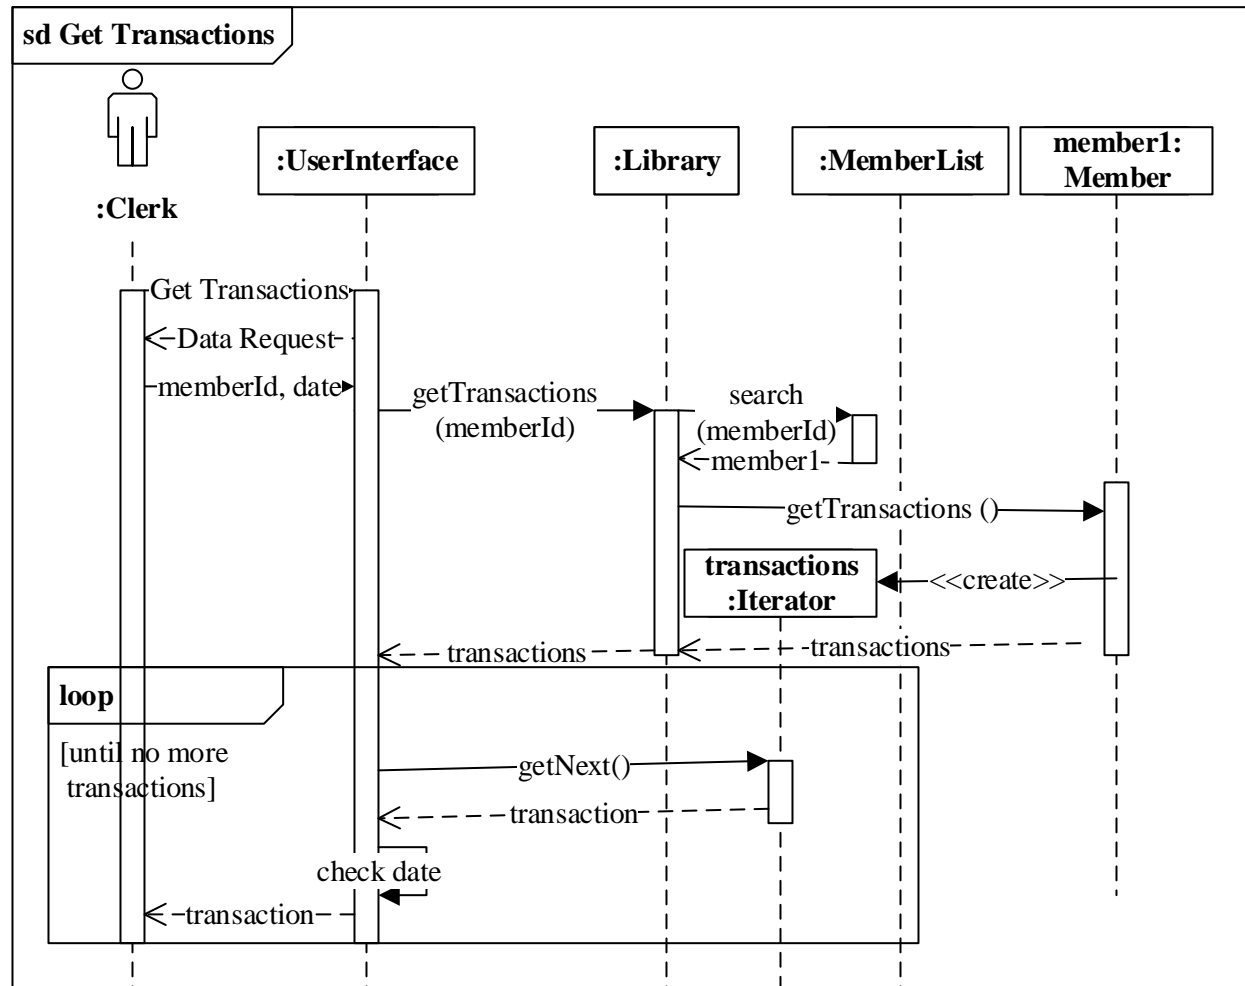 sd Get Transactions
:Clerk
:UserInterface
:Library
:MemberList
member1:
Member
Get Transactions
Data Request
memberId, date
getTransactions
(memberId)
search
(memberId)
member1
getTransactions ()
transactions
:Iterator
<<create>>
transactions
transactions
loop
[until no more
transactions]
getNext()
transaction
check date
transaction